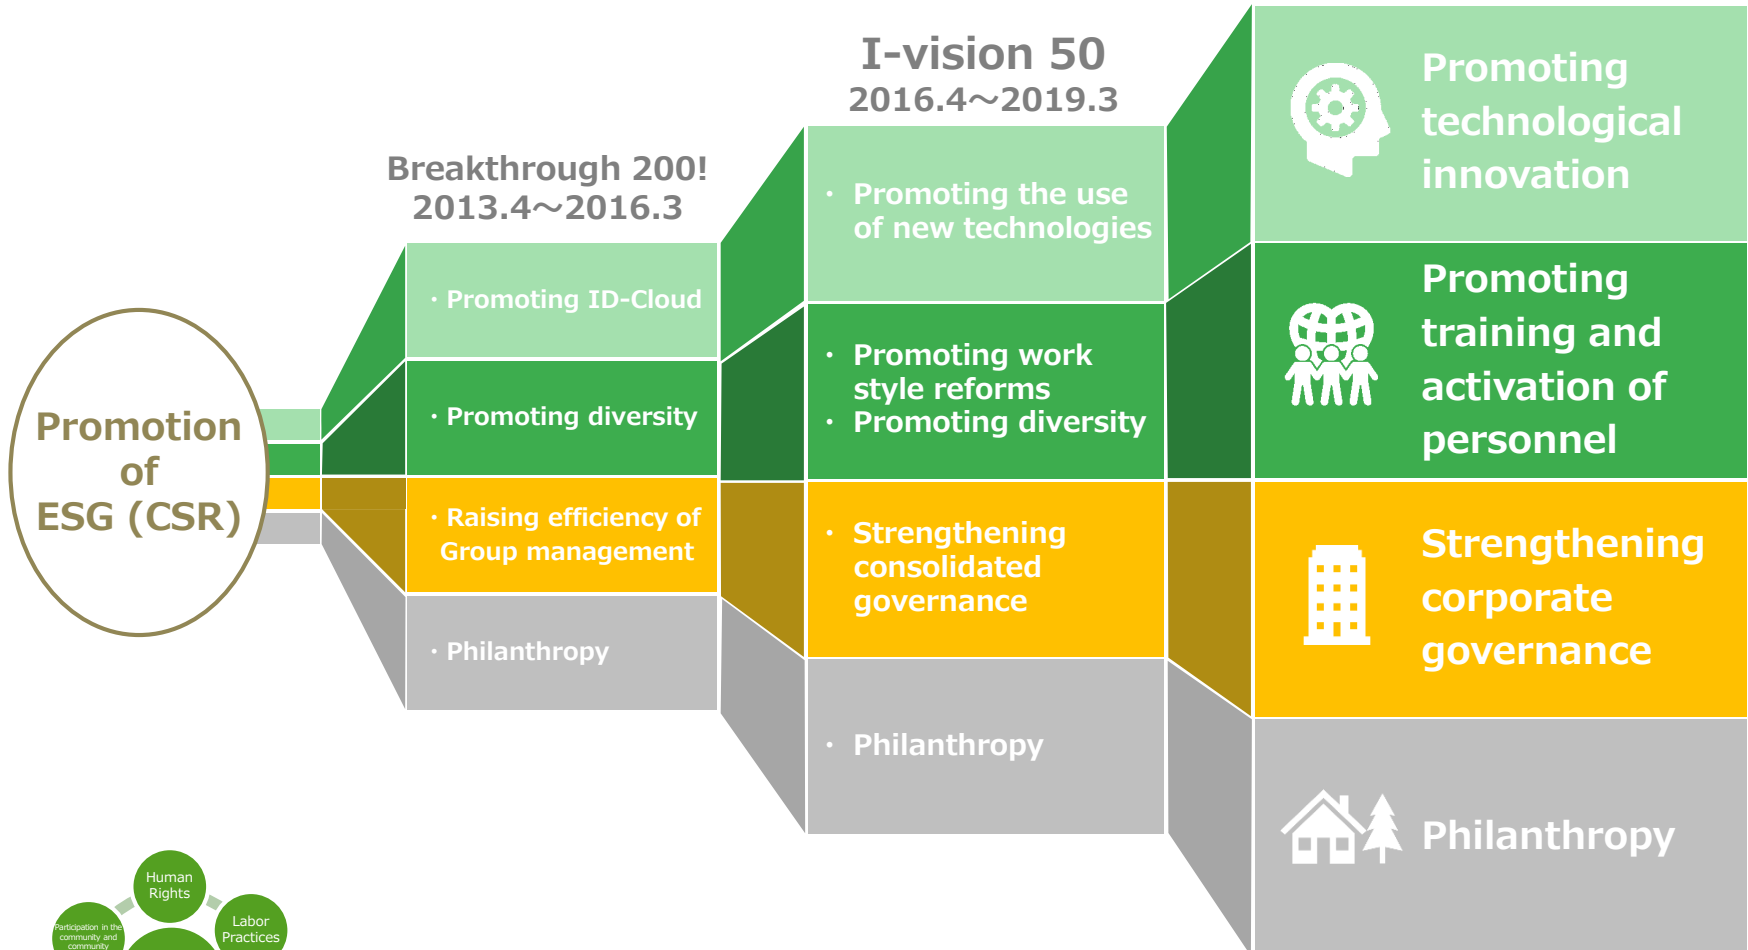 I-vision 50
2016.4～2019.3
Breakthrough 200!
2013.4～2016.3
Promotion
of
ESG (CSR)
・Promoting ID-Cloud
・Promoting diversity
・Raising efficiency of
Group management
・Philanthropy
・ Promoting the use
of new technologies
・ Promoting work
style reforms
・ Promoting diversity
・ Strengthening
consolidated
governance
・ Philanthropy
Promoting
technological
innovation
Promoting
training and
activation of
personnel
Strengthening
corporate
governance
Philanthropy
Human
Rights
Labor
Practices
Participation in the
community and
community